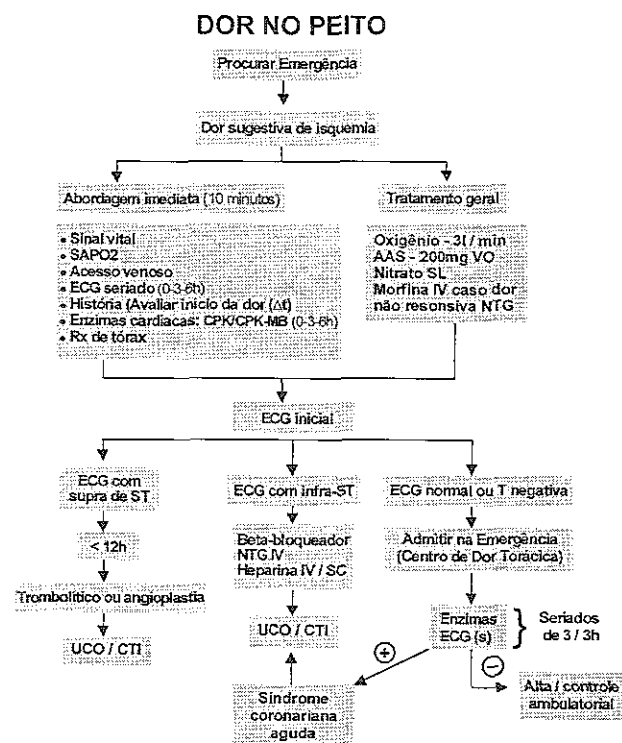 DOR NO PEITO
Procurar Emergência
Dor sugestiva de isquemia
Abordagem imediata (10 minutos)
• Sinal vital
• SAPO2
• Acesso venoso
• ECG seriado (0-3-6h)
• História (Avaliar início da dor (Δt)
• Enzimas cardíacas: CPK/CPK-MB (0-3-6h)
• Rx de tórax
Tratamento geral
Oxigênio - 3l / min
AAS - 200mg VO
Nitrato SL
Morfina IV caso dor
não resonsiva NTG
ECG inicial
ECG com
supra de ST
< 12h
Trombolítico ou angioplastia
UCO / CTI
ECG com infra-ST
Beta-bloqueador
NTG IV
Heparina IV / SC
UCO / CTI
Síndrome
coronariana
aguda
ECG normal ou T negativa
Admitir na Emergência
(Centro de Dor Torácica)
Enzimas
ECG (s)
Seriados
de 3 / 3h
+
−
Alta / controle
ambulatorial